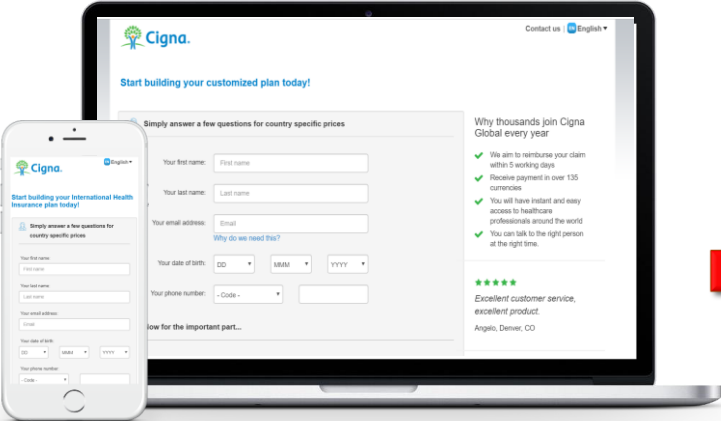 Cigna.
Contact us | EN English ▾
Start building your customized plan today!
Simply answer a few questions for country specific prices
Your first name: First name
Your last name: Last name
Your email address: Email
Why do we need this?
Your date of birth: DD MMM YYYY
Your phone number: - Code -
ow for the important part...
Why thousands join Cigna
Global every year
We aim to reimburse your claim
within 5 working days
Receive payment in over 135
currencies
You will have instant and easy
access to healthcare
professionals around the world
You can talk to the right person
at the right time.
Excellent customer service,
excellent product.
Angelo, Denver, CO
Cigna.
English ▾
Start building your International Health
Insurance plan today!
Simply answer a few questions for
country specific prices
Your first name:
First name
Your last name:
Last name
Your email address:
Email
Your date of birth:
DD MMM YYYY
Your phone number:
- Code -